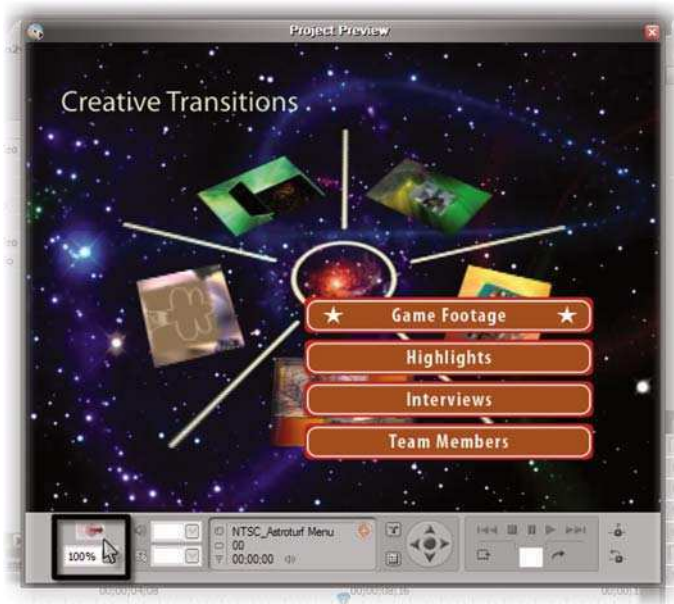 Project Preview
Creative Transitions
Game Footage
Highlights
Interviews
Team Members
100%
NTSC_Astroturf Menu
00
00:00:00